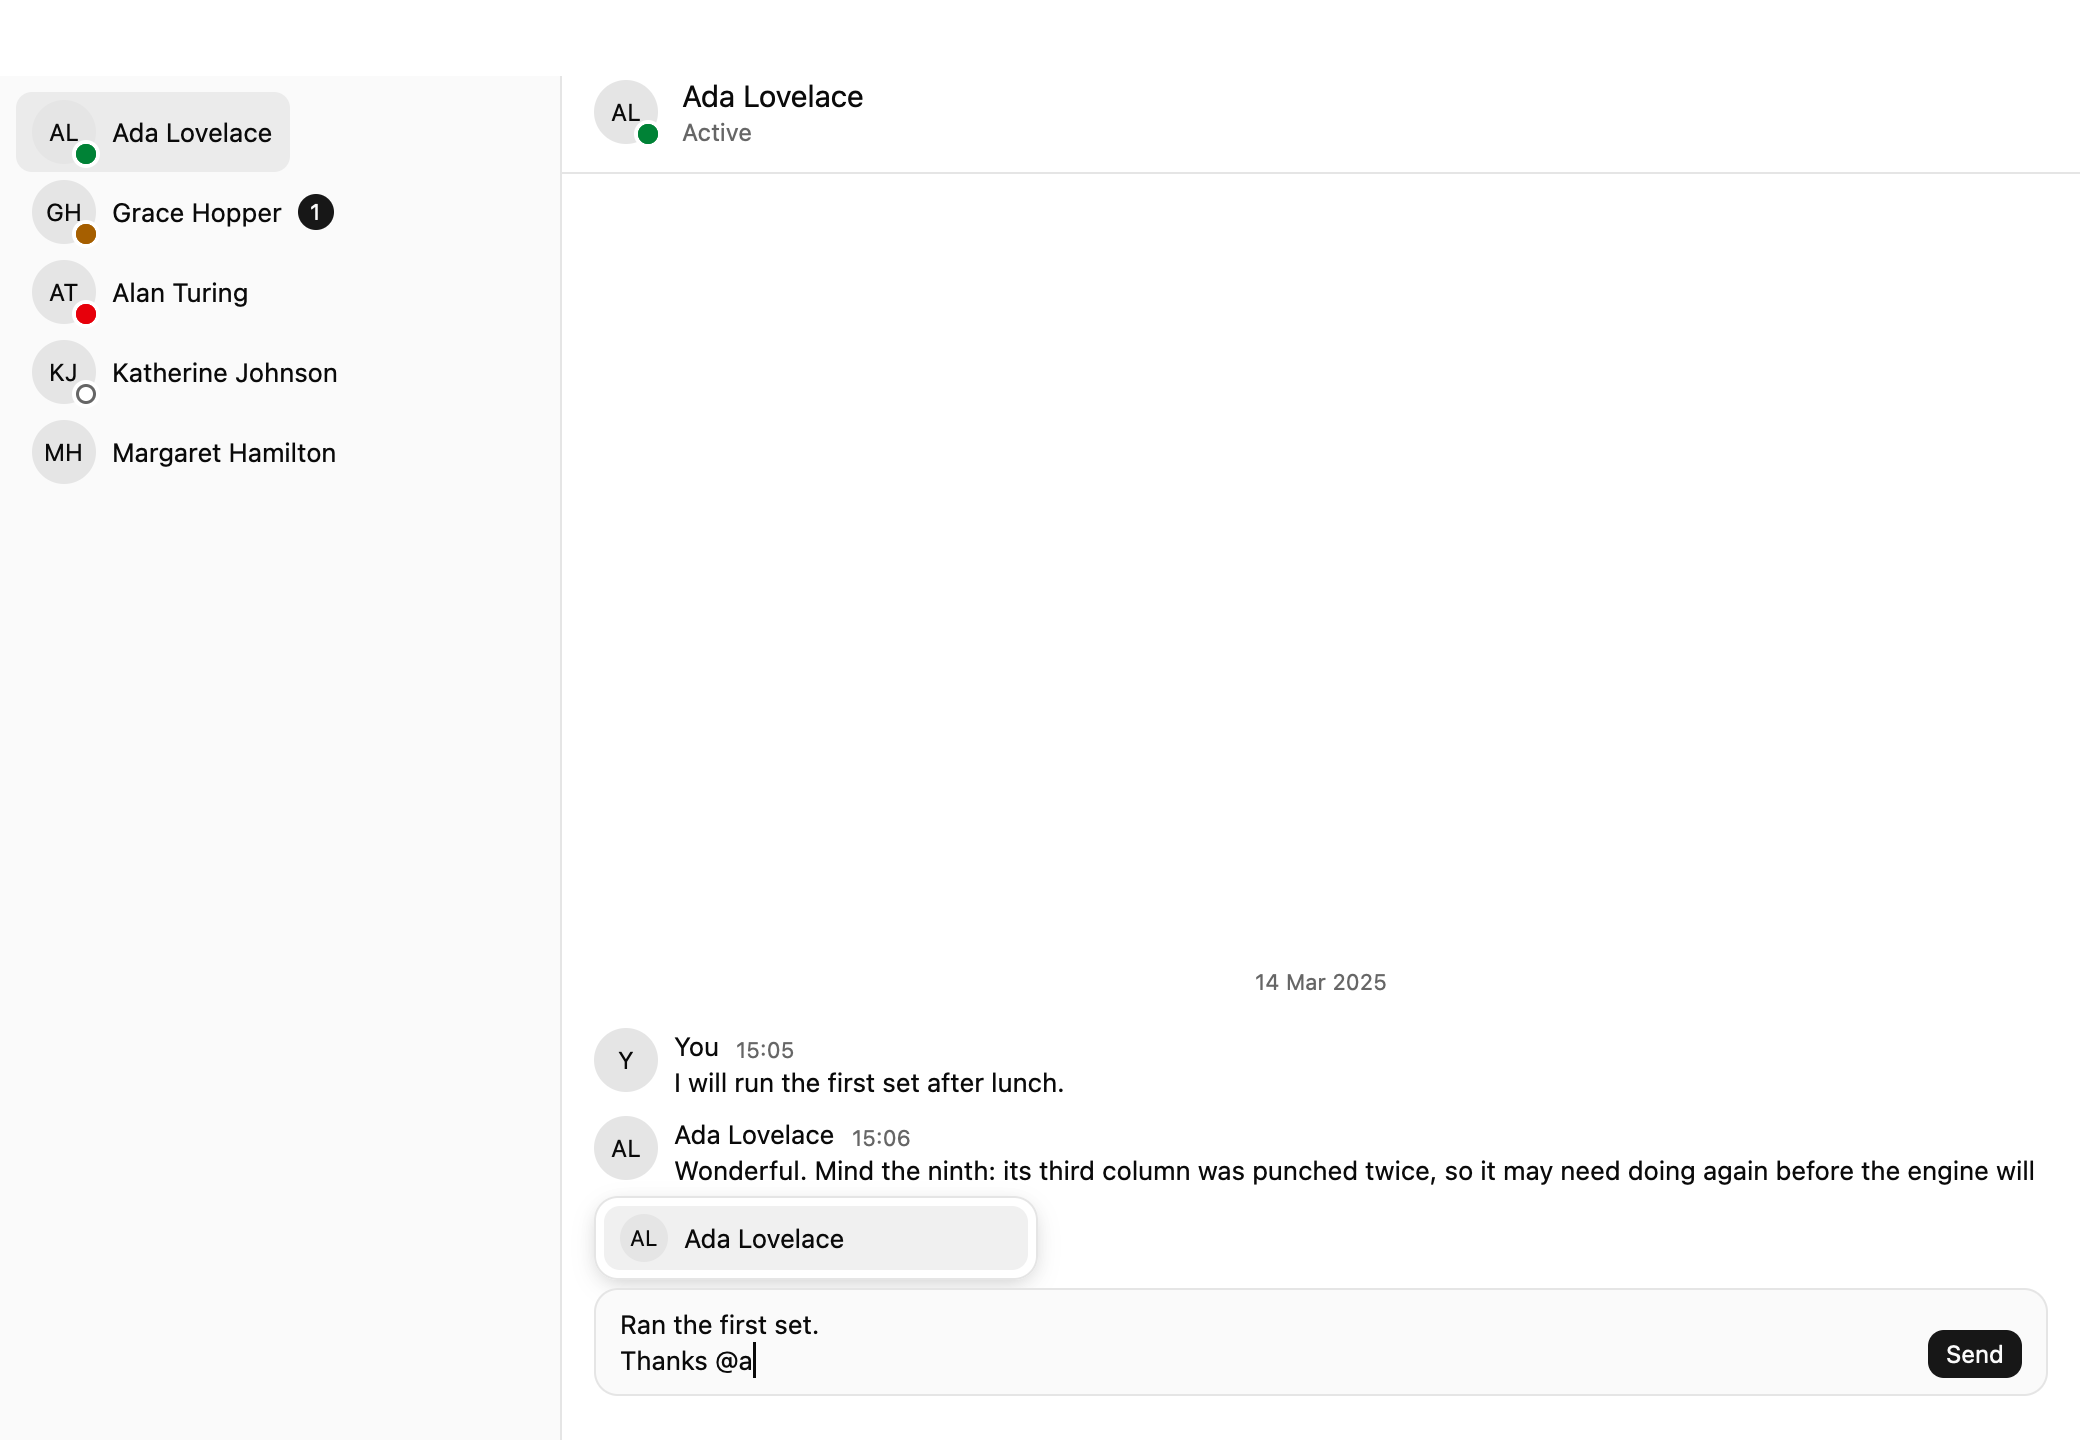 AL Ada Lovelace
GH Grace Hopper 1
AT Alan Turing
KJ Katherine Johnson
MH Margaret Hamilton
AL Ada Lovelace
Active
14 Mar 2025
Y You 15:05
I will run the first set after lunch.
AL Ada Lovelace 15:06
Wonderful. Mind the ninth: its third column was punched twice, so it may need doing again before the engine will
AL Ada Lovelace
Ran the first set.
Thanks @a
Send